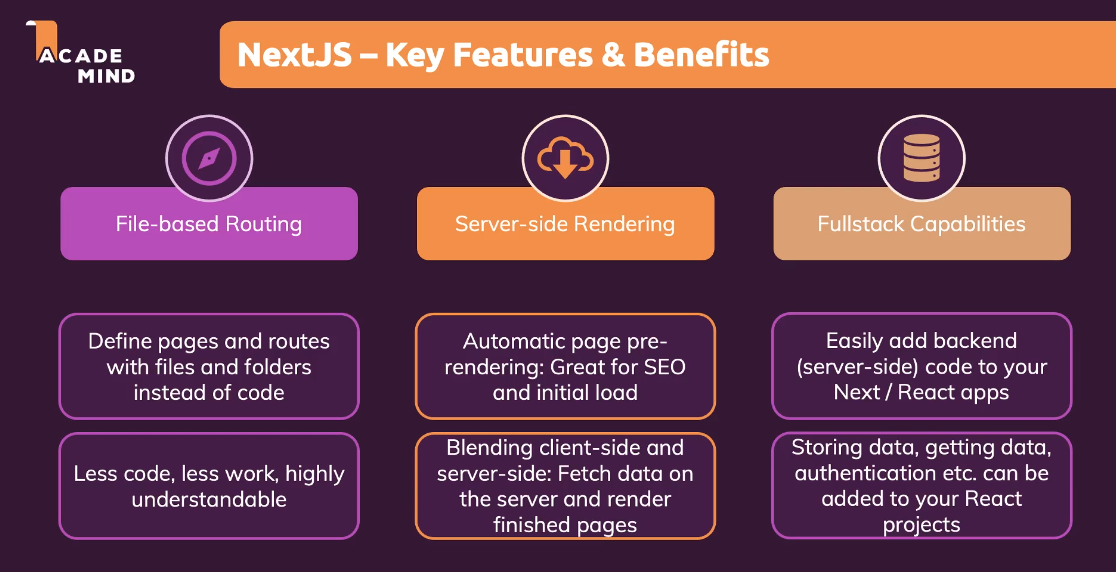 ACADE
MIND
NextJS – Key Features & Benefits
File-based Routing
Server-side Rendering
Fullstack Capabilities
Define pages and routes
with files and folders
instead of code
Automatic page pre-
rendering: Great for SEO
and initial load
Easily add backend
(server-side) code to your
Next / React apps
Less code, less work, highly
understandable
Blending client-side and
server-side: Fetch data on
the server and render
finished pages
Storing data, getting data,
authentication etc. can be
added to your React
projects